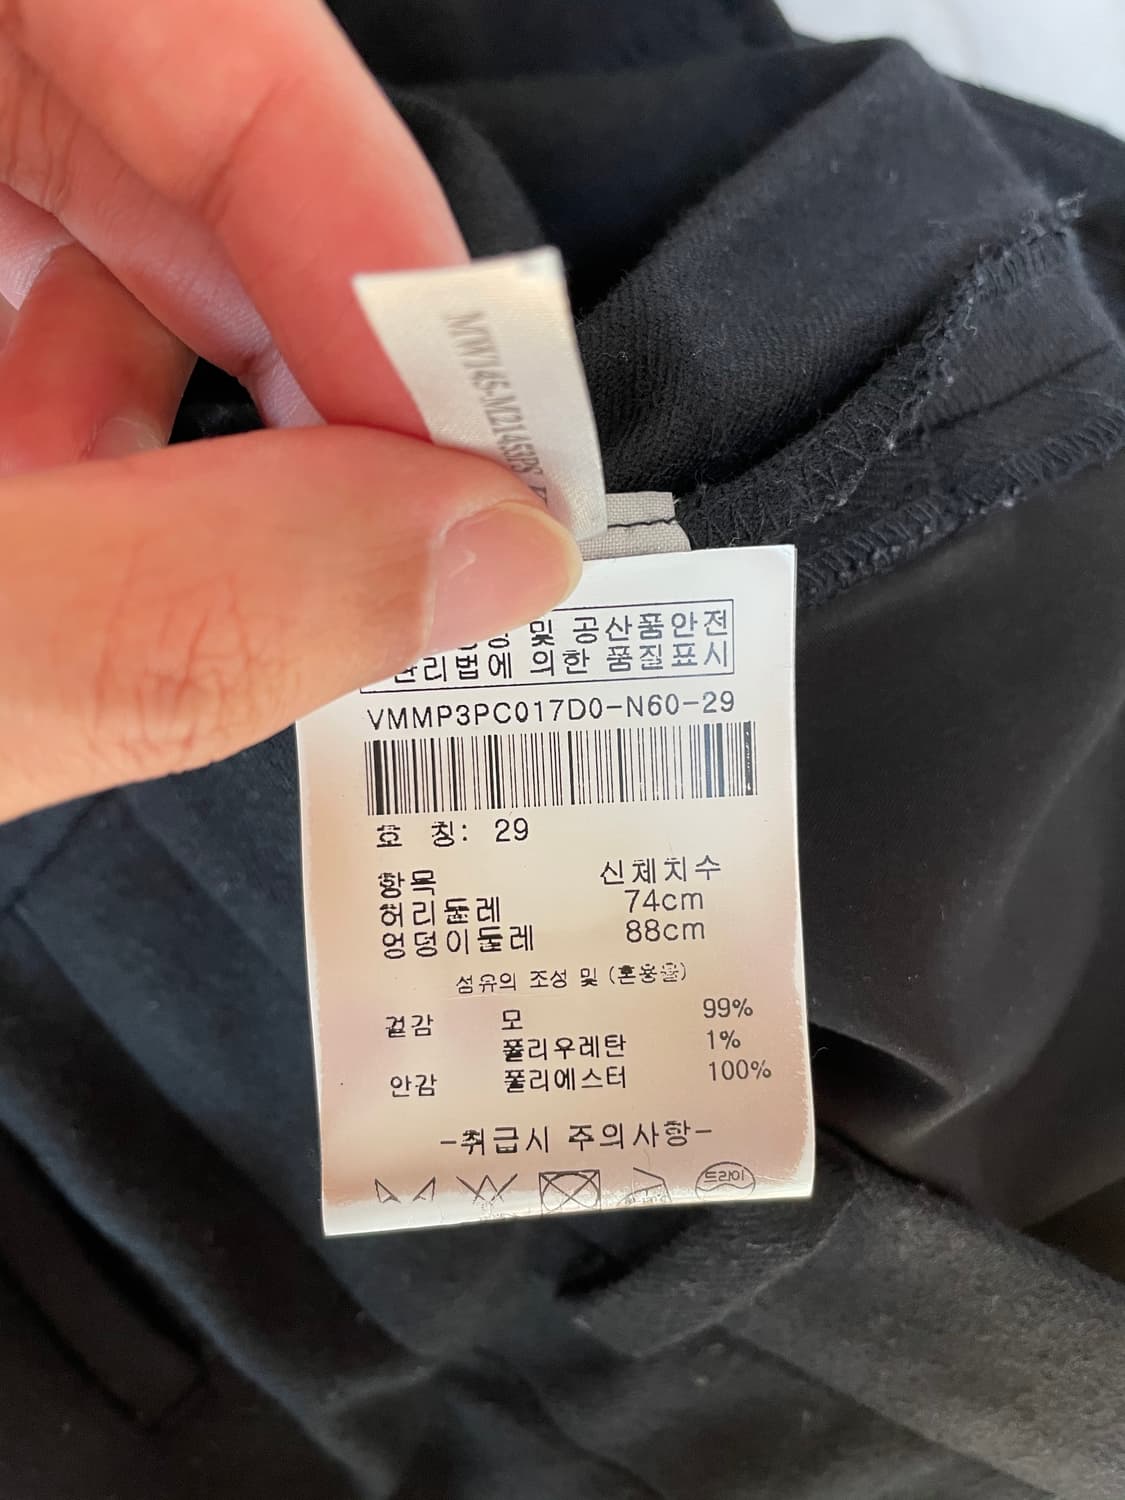 및 공산품안전
관리법에 의한 품질표시
VMMP3PC017D0-N60-29
호 칭: 29
항목 신체치수
허리둘레 74cm
엉덩이둘레 88cm
섬유의 조성 및 (혼용율)
겉감 모 99%
폴리우레탄 1%
안감 폴리에스터 100%
-취급시 주의사항-
드라이